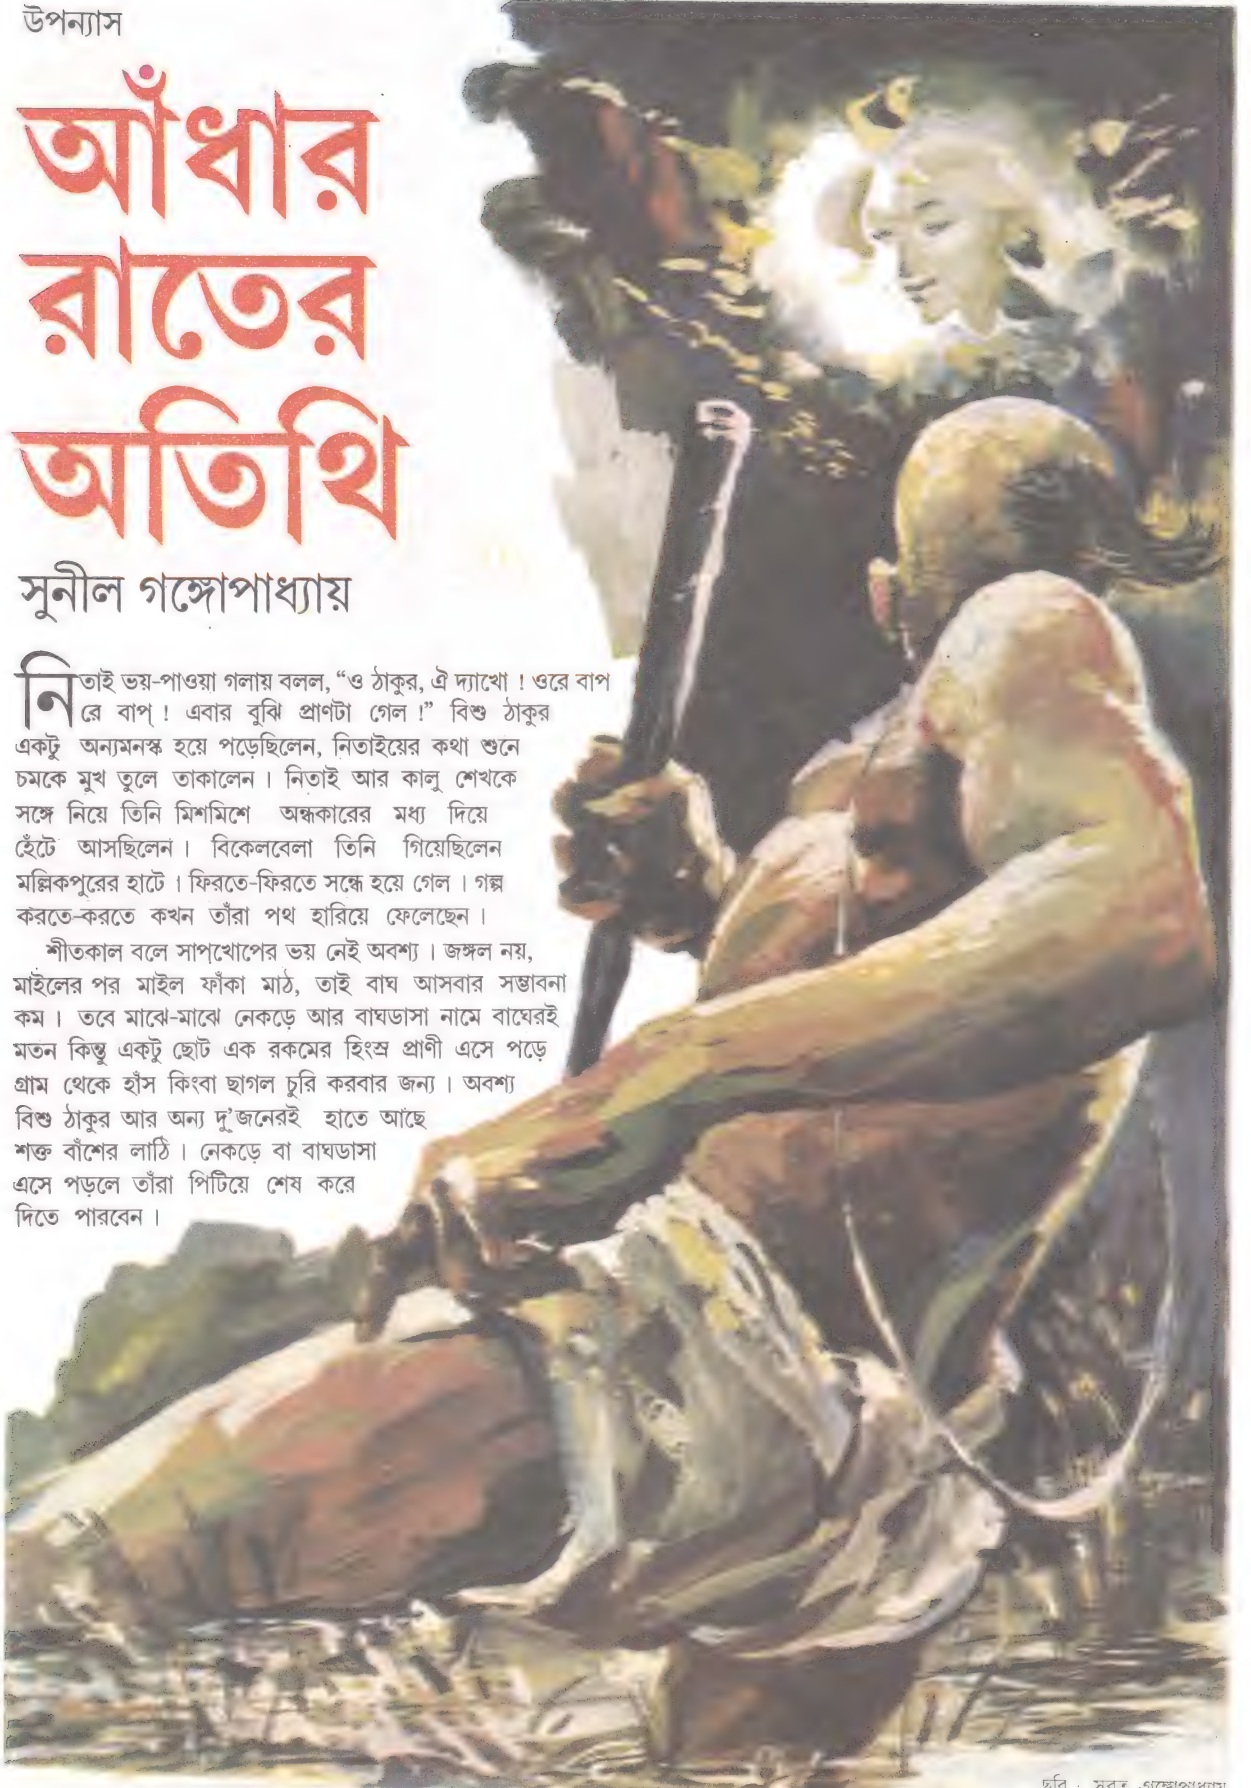 উপন্যাস
আঁধার
রাতের
অতিথি
সুনীল গঙ্গোপাধ্যায়
নিতাই ভয়-পাওয়া গলায় বলল, “ও ঠাকুর, ঐ দ্যাখো ! ওরে বাপ
রে বাপ্ ! এবার বুঝি প্রাণটা গেল !” বিশু ঠাকুর
একটু অন্যমনস্ক হয়ে পড়েছিলেন, নিতাইয়ের কথা শুনে
চমকে মুখ তুলে তাকালেন । নিতাই আর কালু শেখকে
সঙ্গে নিয়ে তিনি মিশমিশে অন্ধকারের মধ্য দিয়ে
হেঁটে আসছিলেন । বিকেলবেলা তিনি গিয়েছিলেন
মল্লিকপুরের হাটে । ফিরতে-ফিরতে সন্ধে হয়ে গেল । গল্প
করতে-করতে কখন তাঁরা পথ হারিয়ে ফেলেছেন ।
শীতকাল বলে সাপ্‌খোপের ভয় নেই অবশ্য । জঙ্গল নয়,
মাইলের পর মাইল ফাঁকা মাঠ, তাই বাঘ আসবার সম্ভাবনা
কম । তবে মাঝে-মাঝে নেকড়ে আর বাঘডাসা নামে বাঘেরই
মতন কিন্তু একটু ছোট এক রকমের হিংস্র প্রাণী এসে পড়ে
গ্রাম থেকে হাঁস কিংবা ছাগল চুরি করবার জন্য । অবশ্য
বিশু ঠাকুর আর অন্য দু’জনেরই হাতে আছে
শক্ত বাঁশের লাঠি । নেকড়ে বা বাঘডাসা
এসে পড়লে তাঁরা পিটিয়ে শেষ করে
দিতে পারবেন ।
ছবি : সুব্রত গঙ্গোপাধ্যায়